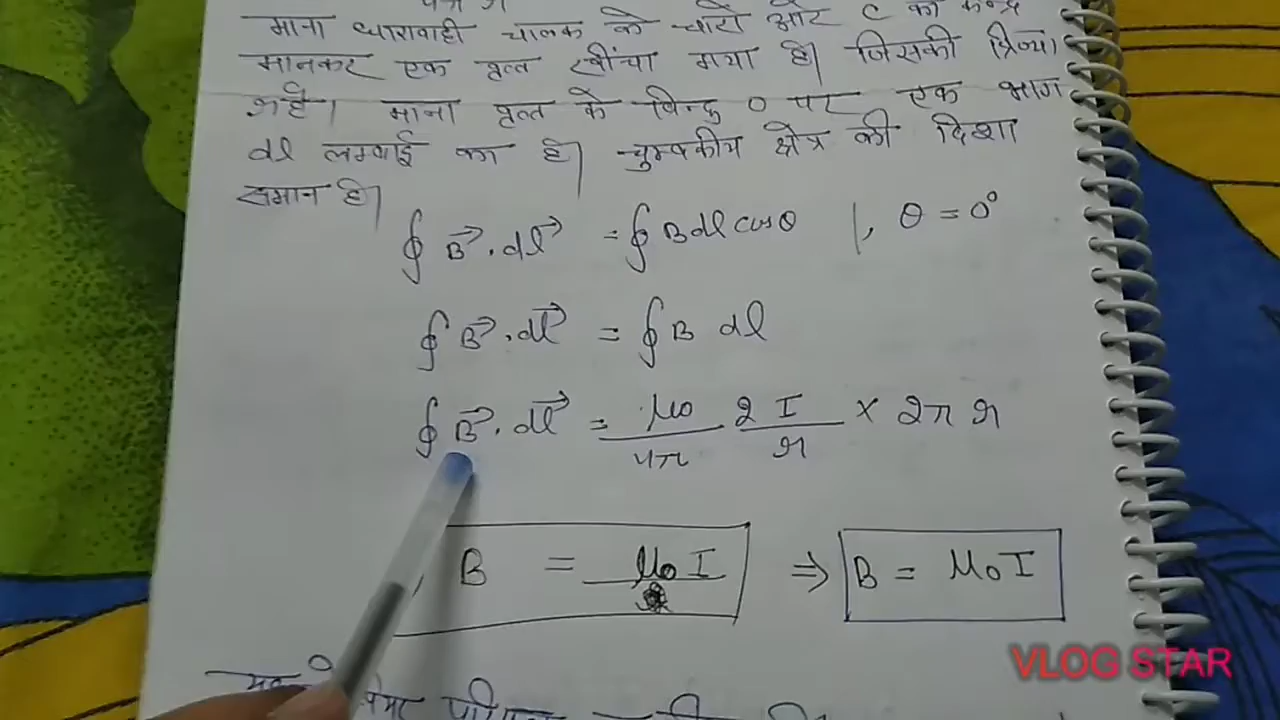 माना धारावाही चालक के चारों ओर C को केन्द्र
मानकर एक वृत्त खींचा गया है। जिसकी त्रिज्या
r है। माना वृत्त के बिन्दु O पर एक भाग
dl लम्बाई का है। चुम्बकीय क्षेत्र की दिशा
समान है।
∮ B⃗ . dl⃗ = ∮ B dl cosθ |, θ = 0°
∮ B⃗ . dl⃗ = ∮ B dl
∮ B⃗ . dl⃗ = μ₀/4π 2I/r × 2πr
B = μ₀I ⇒ B = μ₀I
VLOG STAR